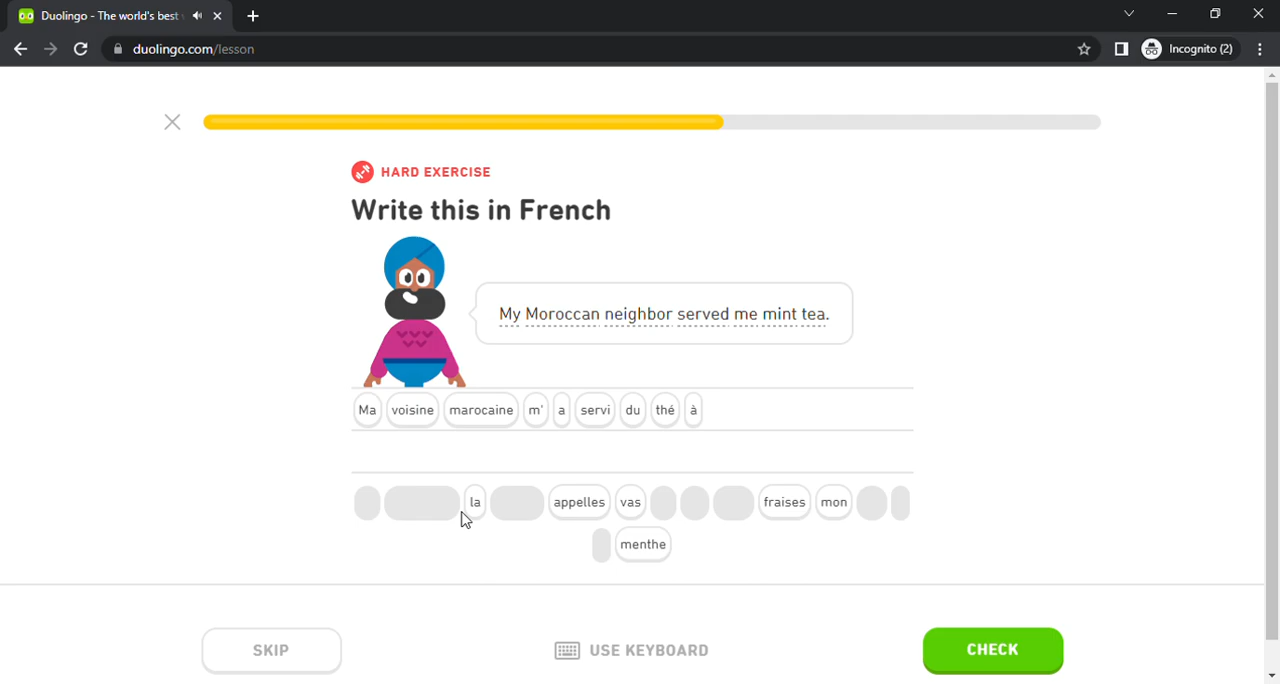 Duolingo - The world's best
duolingo.com/lesson
Incognito (2)
HARD EXERCISE
Write this in French
My Moroccan neighbor served me mint tea.
Ma voisine marocaine m' a servi du thé à
la appelles vas fraises mon
menthe
SKIP
USE KEYBOARD
CHECK